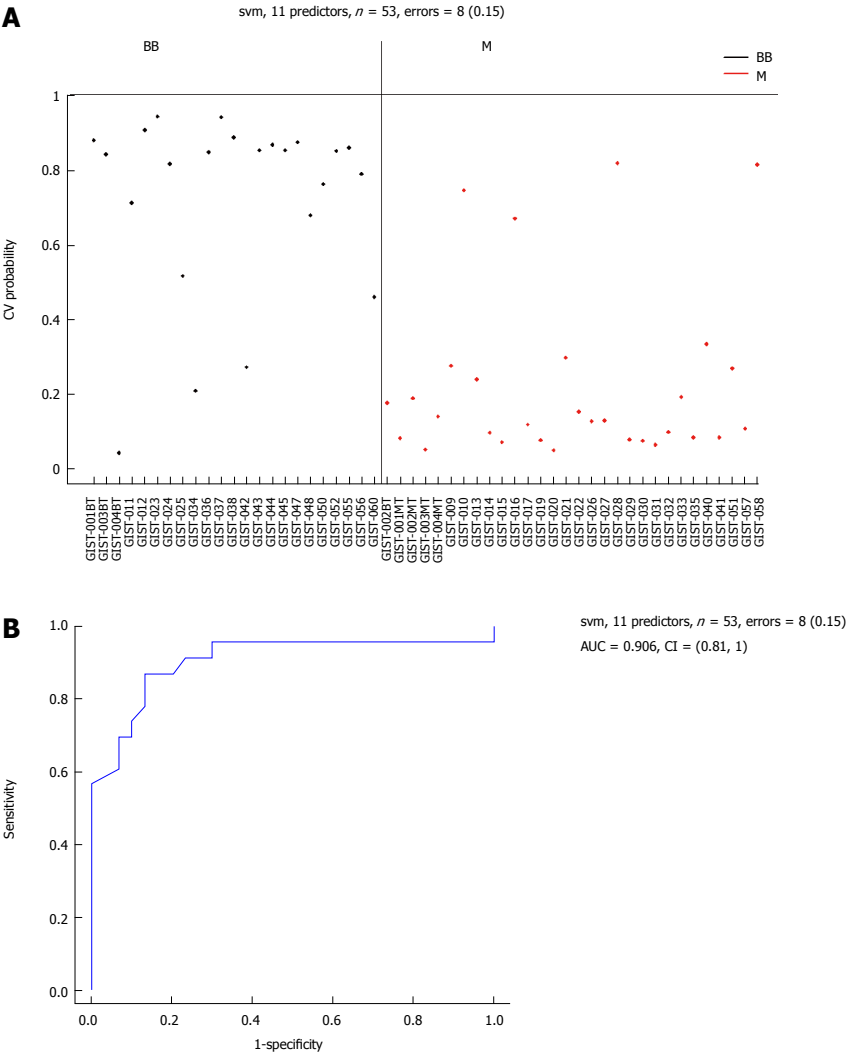 A
svm, 11 predictors, n = 53, errors = 8 (0.15)
BB
M
BB
M
1
0.8
0.6
0.4
0.2
0
CV probability
GIST-001BT
GIST-003BT
GIST-004BT
GIST-011
GIST-012
GIST-023
GIST-024
GIST-025
GIST-034
GIST-036
GIST-037
GIST-038
GIST-042
GIST-043
GIST-044
GIST-045
GIST-047
GIST-048
GIST-050
GIST-052
GIST-055
GIST-056
GIST-060
GIST-002BT
GIST-001MT
GIST-002MT
GIST-003MT
GIST-004MT
GIST-009
GIST-010
GIST-013
GIST-014
GIST-015
GIST-016
GIST-017
GIST-019
GIST-020
GIST-021
GIST-022
GIST-026
GIST-027
GIST-028
GIST-029
GIST-030
GIST-031
GIST-032
GIST-033
GIST-035
GIST-040
GIST-041
GIST-051
GIST-057
GIST-058
B
svm, 11 predictors, n = 53, errors = 8 (0.15)
AUC = 0.906, CI = (0.81, 1)
1.0
0.8
0.6
0.4
0.2
0.0
Sensitivity
0.0 0.2 0.4 0.6 0.8 1.0
1-specificity